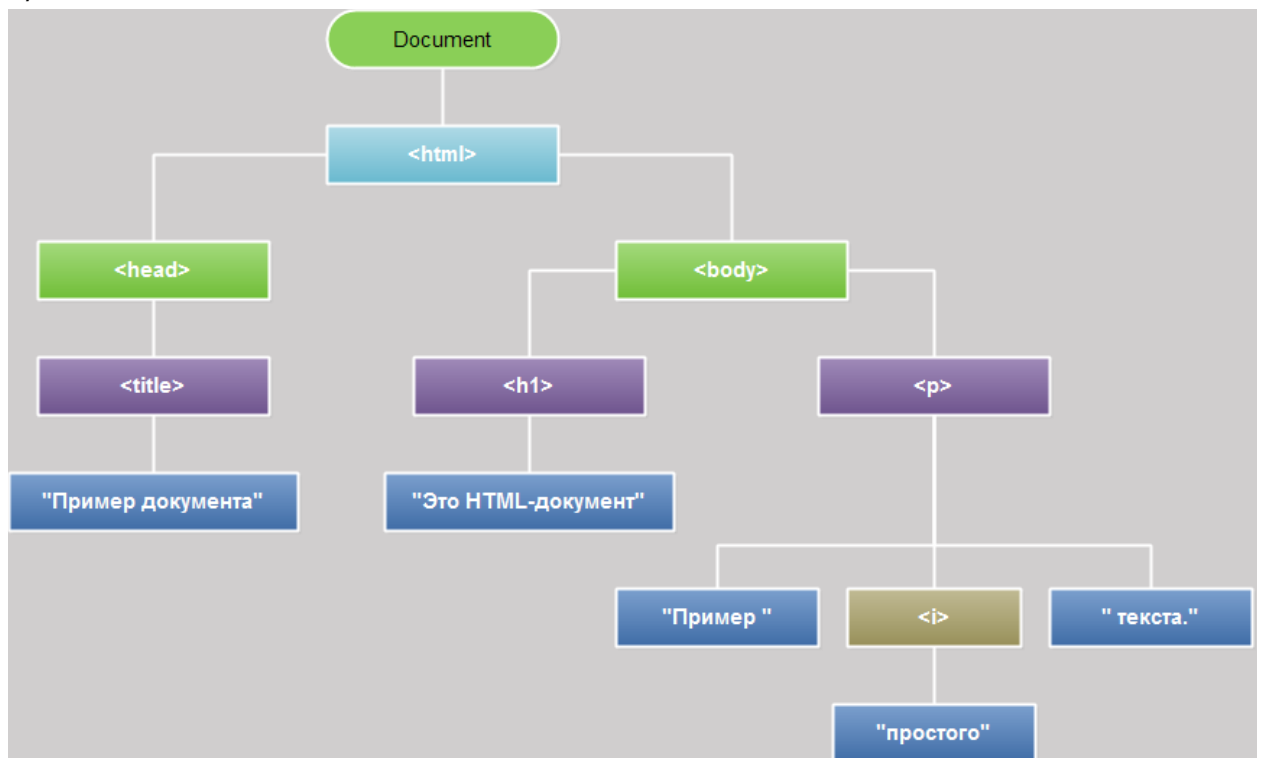 Document
<html>
<head>
<body>
<title>
<h1>
<p>
"Пример документа"
"Это HTML-документ"
"Пример "
<i>
" текста."
"простого"